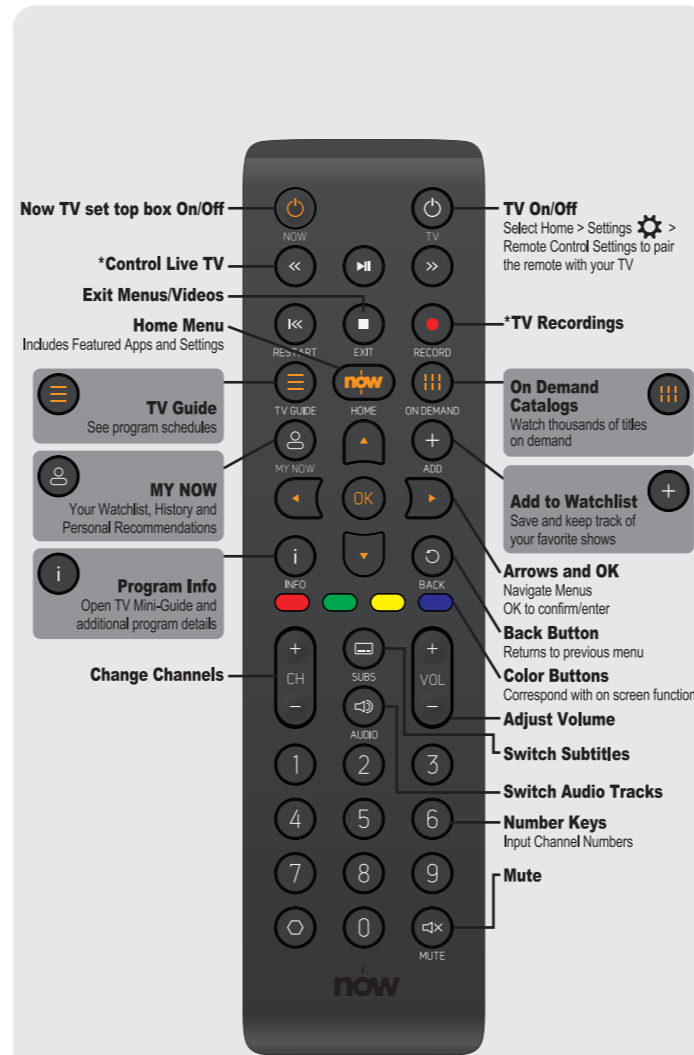 Now TV set top box On/Off
NOW
TV
TV On/Off
Select Home > Settings >
Remote Control Settings to pair
the remote with your TV
*Control Live TV
Exit Menus/Videos
Home Menu
Includes Featured Apps and Settings
RESTART
EXIT
RECORD
*TV Recordings
TV Guide
See program schedules
TV GUIDE
now
HOME
ON DEMAND
On Demand
Catalogs
Watch thousands of titles
on demand
MY NOW
Your Watchlist, History and
Personal Recommendations
MY NOW
ADD
+
Add to Watchlist
Save and keep track of
your favorite shows
+
OK
i
Program Info
Open TV Mini-Guide and
additional program details
i
INFO
BACK
Arrows and OK
Navigate Menus
OK to confirm/enter
Back Button
Returns to previous menu
Color Buttons
Correspond with on screen function
Change Channels
+
CH
−
SUBS
AUDIO
+
VOL
−
Adjust Volume
Switch Subtitles
Switch Audio Tracks
1 2 3
4 5 6
Number Keys
Input Channel Numbers
7 8 9
Mute
0
MUTE
now